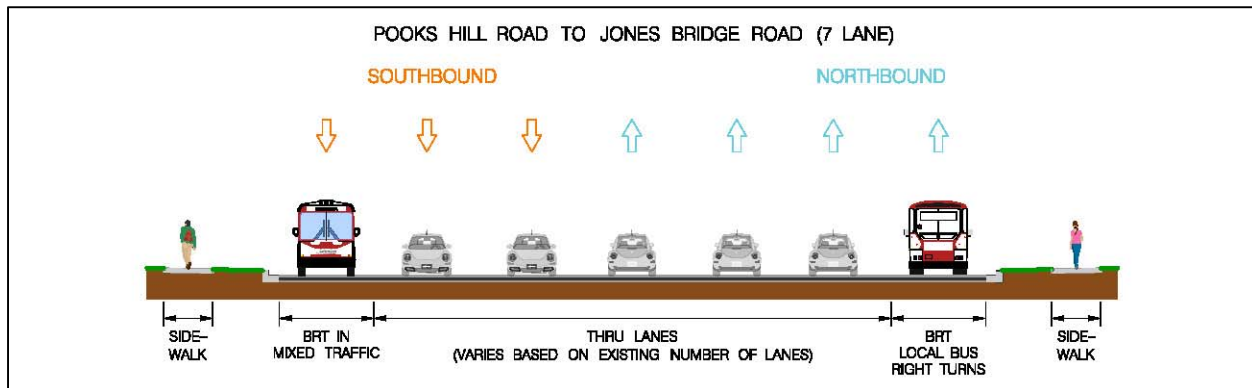 POOKS HILL ROAD TO JONES BRIDGE ROAD (7 LANE)
SOUTHBOUND
NORTHBOUND
SIDE-
WALK
BRT IN
MIXED TRAFFIC
THRU LANES
(VARIES BASED ON EXISTING NUMBER OF LANES)
BRT
LOCAL BUS
RIGHT TURNS
SIDE-
WALK